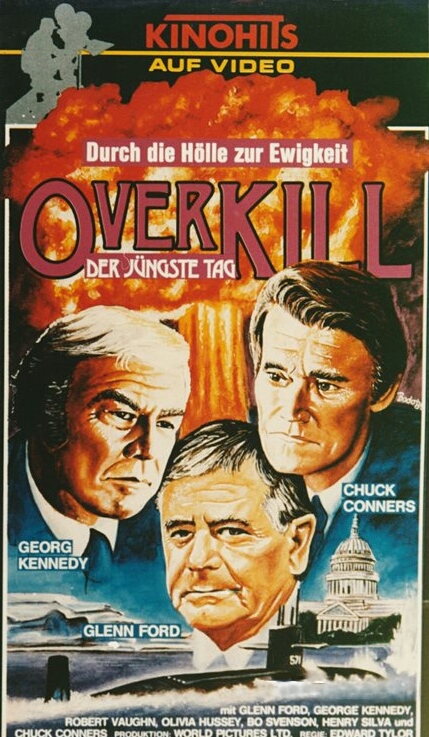 KINOHITS
AUF VIDEO
Durch die Hölle zur Ewigkeit
OVERKILL
DER JÜNGSTE TAG
CHUCK
CONNERS
GEORG
KENNEDY
GLENN FORD
571
mit GLENN FORD, GEORGE KENNEDY,
ROBERT VAUGHN, OLIVIA HUSSEY, BO SVENSON, HENRY SILVA und
CHUCK CONNERS PRODUKTION: WORLD PICTURES LTD. REGIE: EDWARD TYLOR